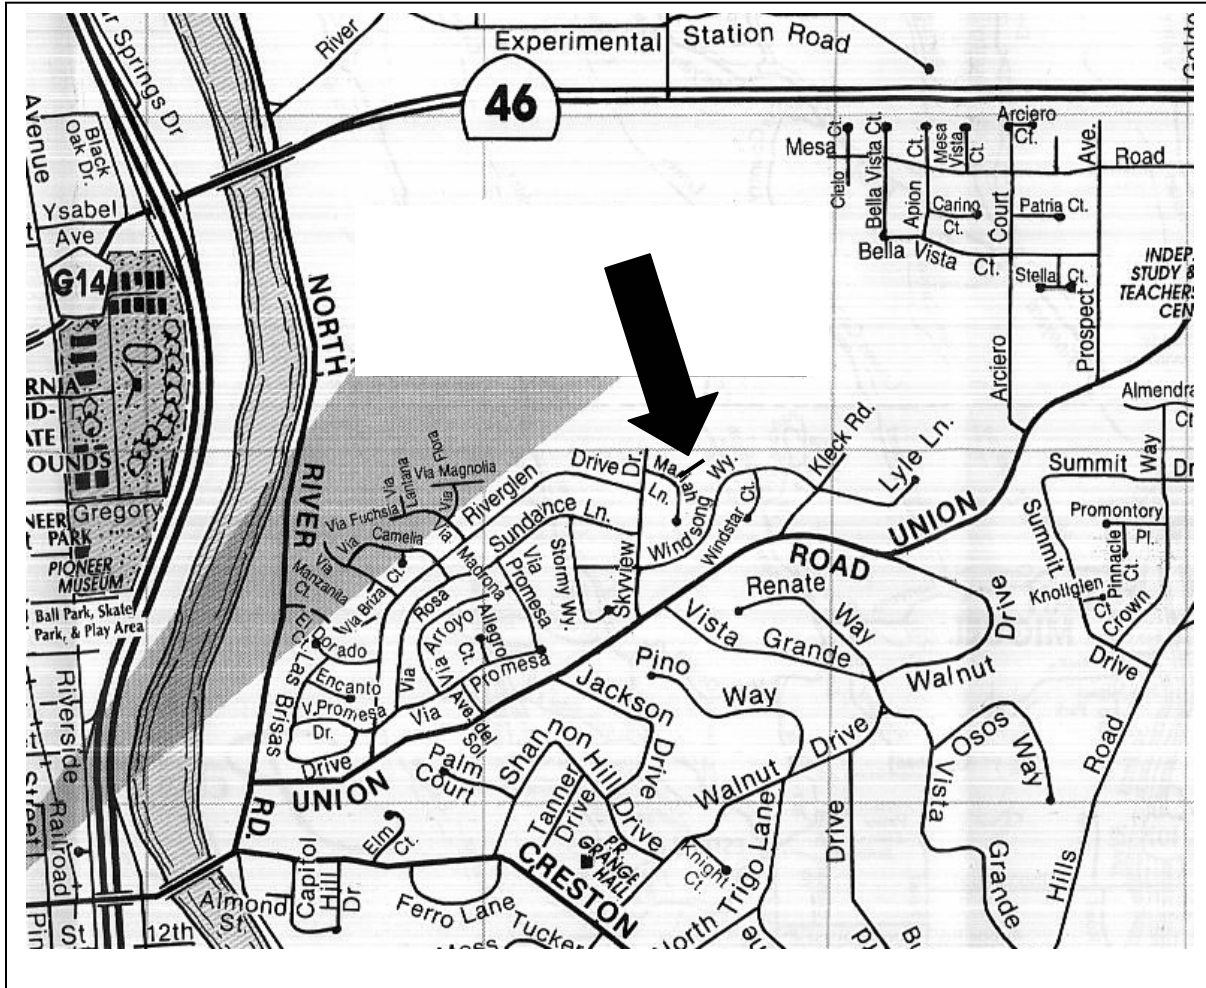 River
Experimental Station Road
46
Springs Dr
Avenue
Black
Oak Dr.
Ysabel
Ave
G14
Arciero
Ct.
Mesa
Road
Ct.
Cielo
Bella Vista Ct.
Apion
Ct.
Mesa
Vista
Ct.
Ave.
Carino
Ct.
Court
Patria Ct.
Bella Vista Ct.
Stella Ct.
STUDY &
Arciero
Prospect
NORTH
RIVER
RD.
OUNDS
Gregory
PARK
PIONEER
MUSEUM
Ball Park, Skate
Park, & Play Area
Riverside
Railroad
Street
Via Flora
Via Magnolia
Via
Lantana
Via Fuchsia
Via
Camelia
Via
Manzanita
Ct.
Via Briza
Ct.
Riverglen Drive
Sundance Ln.
Via
Madrona
Via
Promesa
Stormy Wy.
Skyview Dr.
Ln.
Windsong Wy.
Windstar Ct.
Kleck Rd.
Lyle Ln.
UNION
ROAD
Summit
Almendra
Ct
Way
Summit
Promontory
Pl.
Pinnacle
Ct.
Knollglen
Ct
Crown
Drive
Renate
Way
Drive
Vista Grande
Walnut
El Dorado
Las Brisas
Encanto
V.Promesa
Dr.
Drive
Via
Rosa
Via
Arroyo
Ct.
Allegro
Promesa
Via
Ave. del
Sol
Pino
Way
Jackson
Drive
Palm
Court
Shannon
Hill
Drive
Tanner
Drive
PR.
GRANGE
HALL
Walnut
Drive
Osos
Way
Vista
Grande
Hills
Road
UNION
Elm
Ct.
Capitol
Hill
Dr.
Almond
St.
Ferro Lane
CRESTON
Tucker
Knight
Ct.
North Trigo Lane
Drive
St
12th